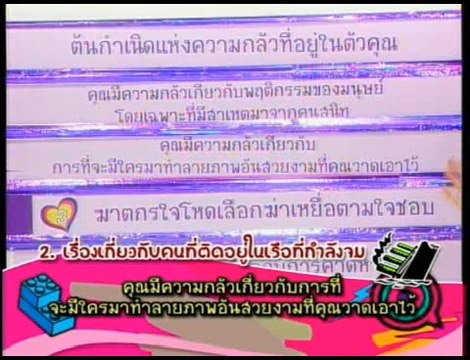 ต้นกำเนิดแห่งความกลัวที่อยู่ในตัวคุณ
คุณมีความกลัวเกี่ยวกับพฤติกรรมของมนุษย์
โดยเฉพาะที่มีสาเหตมาจากคนสนิท
คุณมีความกลัวเกี่ยวกับ
การที่จะมีใครมาทำลายภาพอันสวยงามที่คุณวาดเอาไว้
3 ฆาตกรใจโหดเลือกฆ่าเหยื่อตามใจชอบ
2. เรื่องเกี่ยวกับคนที่ติดอยู่ในเรือที่กำลังจม
คุณมีความกลัวเกี่ยวกับการที่
จะมีใครมาทำลายภาพอันสวยงามที่คุณวาดเอาไว้